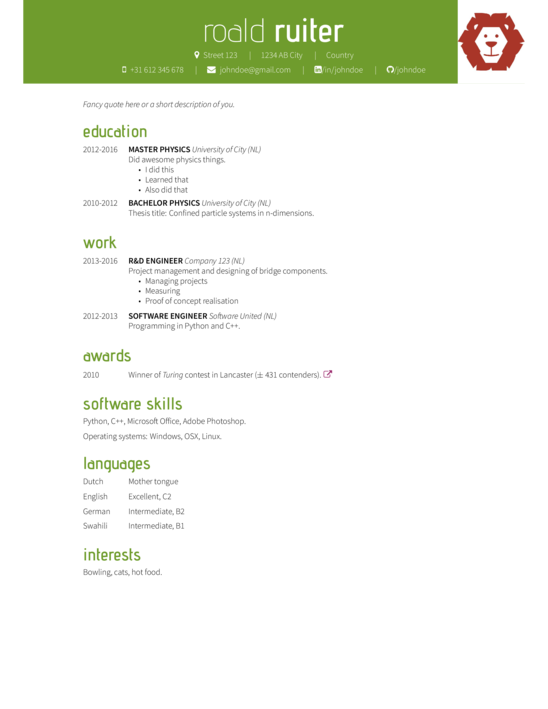 roald ruiter
Street 123 | 1234 AB City | Country
+31 612 345 678 | johndoe@gmail.com | in/in/johndoe | /johndoe
Fancy quote here or a short description of you.
education
2012-2016 MASTER PHYSICS University of City (NL)
Did awesome physics things.
• I did this
• Learned that
• Also did that
2010-2012 BACHELOR PHYSICS University of City (NL)
Thesis title: Confined particle systems in n-dimensions.
work
2013-2016 R&D ENGINEER Company 123 (NL)
Project management and designing of bridge components.
• Managing projects
• Measuring
• Proof of concept realisation
2012-2013 SOFTWARE ENGINEER Software United (NL)
Programming in Python and C++.
awards
2010 Winner of Turing contest in Lancaster (± 431 contenders).
software skills
Python, C++, Microsoft Office, Adobe Photoshop.
Operating systems: Windows, OSX, Linux.
languages
Dutch Mother tongue
English Excellent, C2
German Intermediate, B2
Swahili Intermediate, B1
interests
Bowling, cats, hot food.